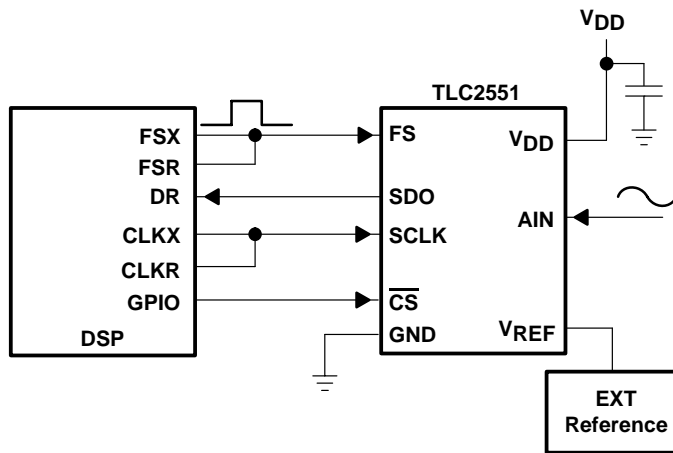 VDD
TLC2551
FSX
FSR
DR
CLKX
CLKR
GPIO
DSP
FS
SDO
SCLK
CS
GND
VDD
AIN
VREF
EXT
Reference